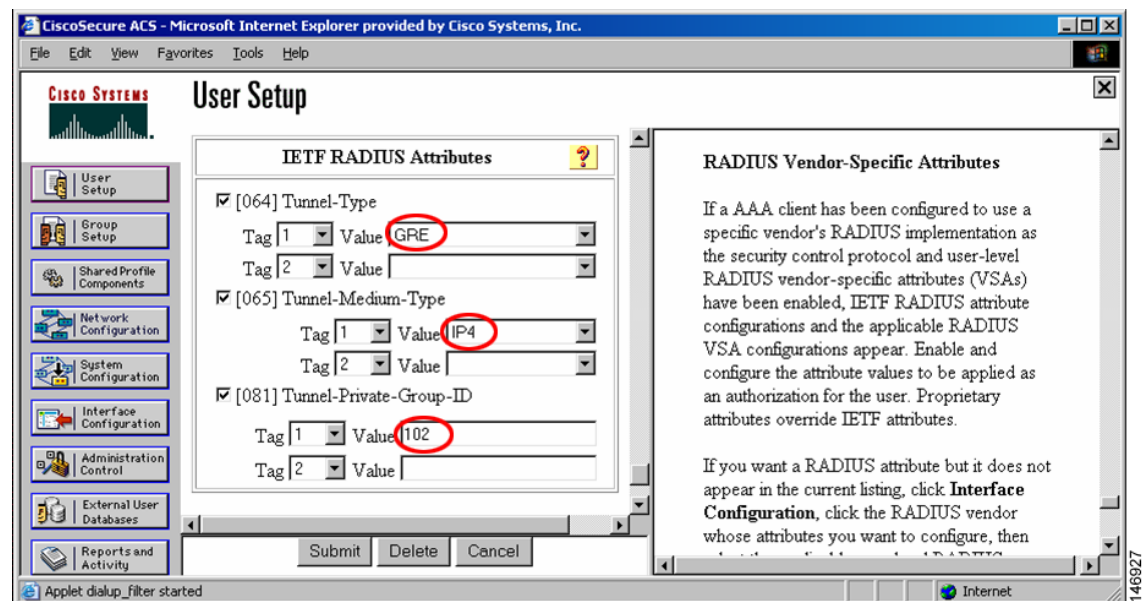 CiscoSecure ACS - Microsoft Internet Explorer provided by Cisco Systems, Inc.
File Edit View Favorites Tools Help
CISCO SYSTEMS
User Setup
User
Setup
Group
Setup
Shared Profile
Components
Network
Configuration
System
Configuration
Interface
Configuration
Administration
Control
External User
Databases
Reports and
Activity
IETF RADIUS Attributes
?
[064] Tunnel-Type
Tag 1 Value GRE
Tag 2 Value
[065] Tunnel-Medium-Type
Tag 1 Value IP4
Tag 2 Value
[081] Tunnel-Private-Group-ID
Tag 1 Value 102
Tag 2 Value
Submit Delete Cancel
RADIUS Vendor-Specific Attributes
If a AAA client has been configured to use a
specific vendor's RADIUS implementation as
the security control protocol and user-level
RADIUS vendor-specific attributes (VSAs)
have been enabled, IETF RADIUS attribute
configurations and the applicable RADIUS
VSA configurations appear. Enable and
configure the attribute values to be applied as
an authorization for the user. Proprietary
attributes override IETF attributes.
If you want a RADIUS attribute but it does not
appear in the current listing, click Interface
Configuration, click the RADIUS vendor
whose attributes you want to configure, then
Applet dialup_filter started
Internet
146927